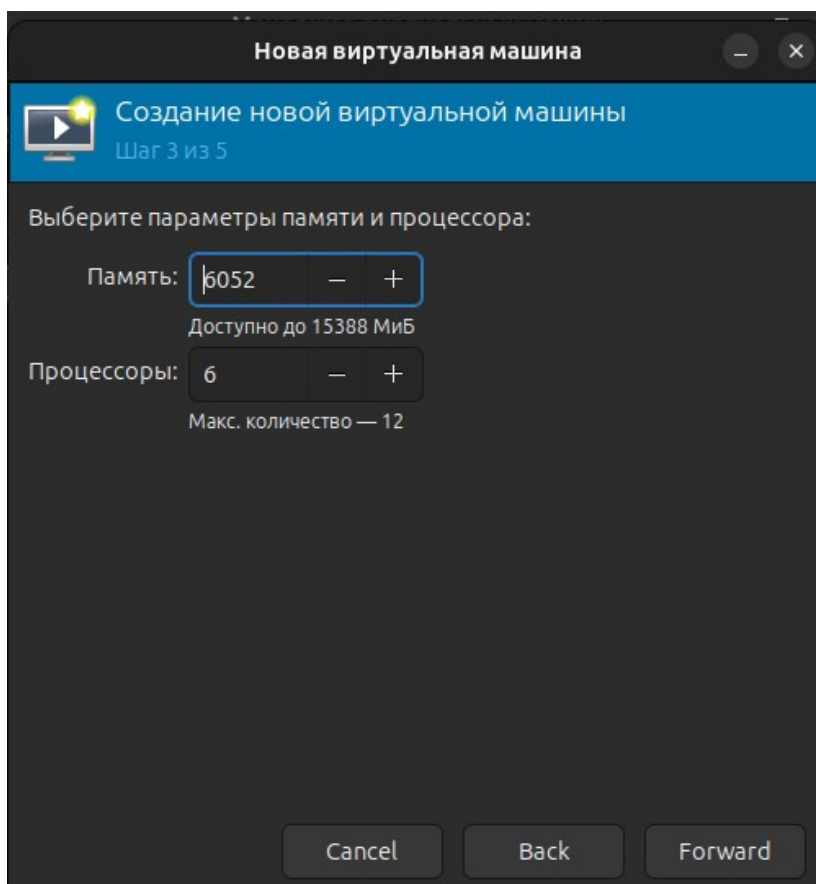 Новая виртуальная машина
Создание новой виртуальной машины
Шаг 3 из 5
Выберите параметры памяти и процессора:
Память: 6052 − +
Доступно до 15388 МиБ
Процессоры: 6 − +
Макс. количество — 12
Cancel Back Forward